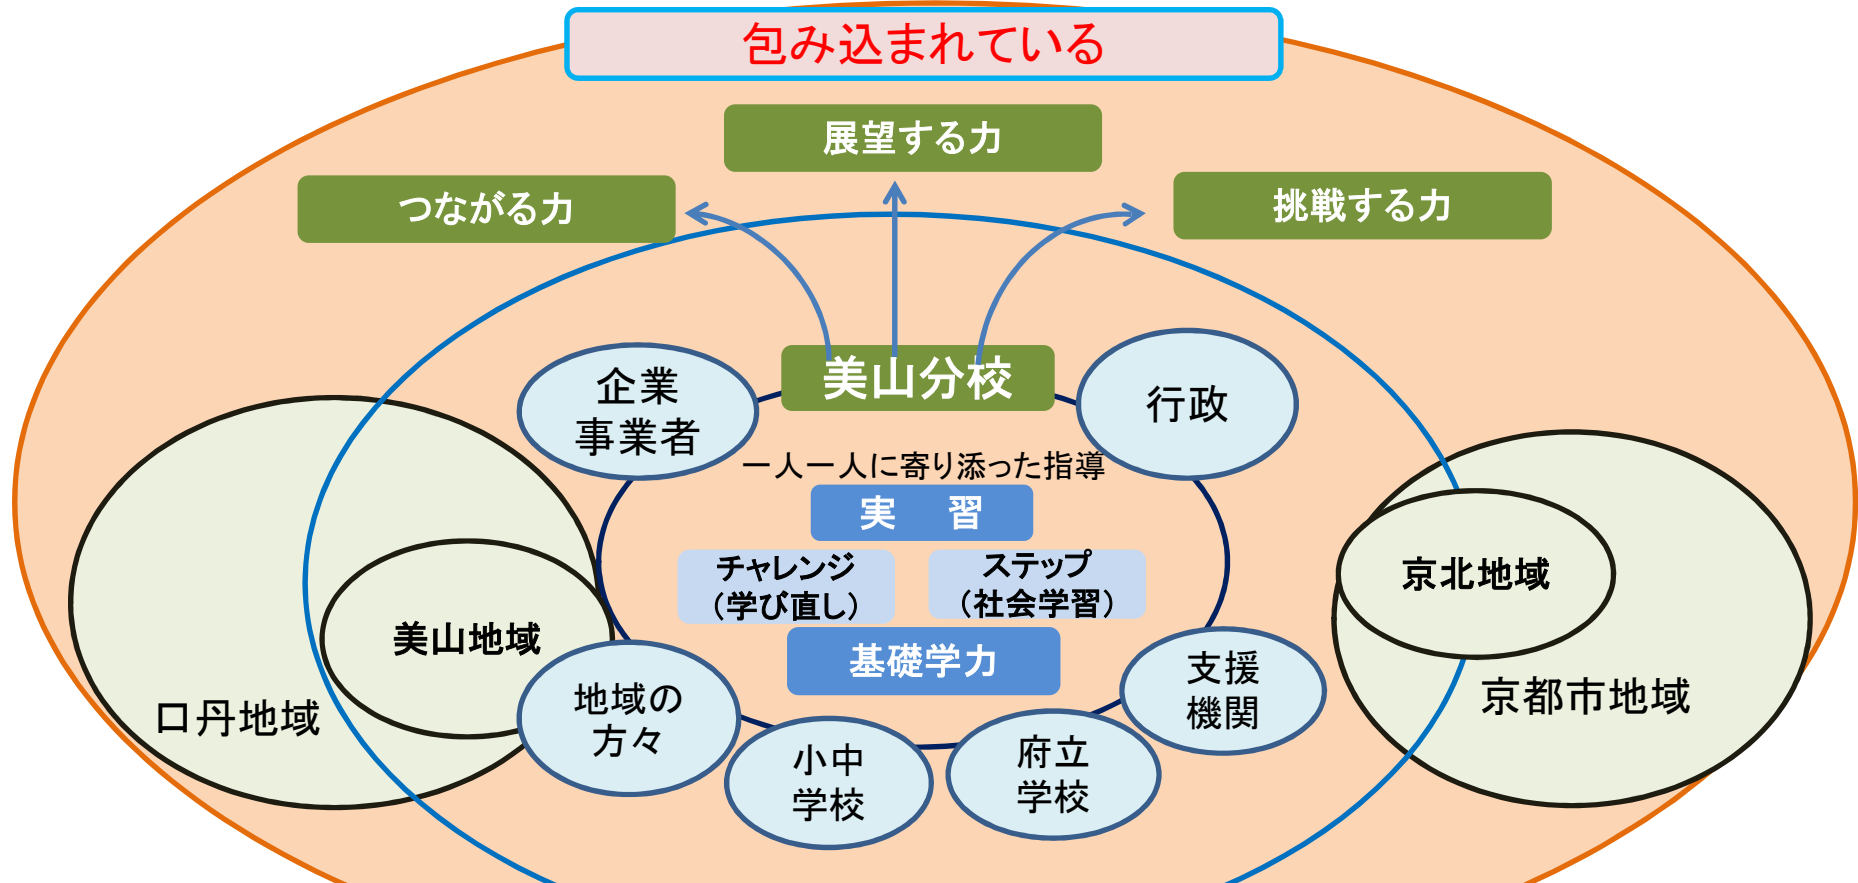 包み込まれている
展望する力
つながる力
挑戦する力
美山分校
企業
事業者
行政
一人一人に寄り添った指導
実　習
チャレンジ
（学び直し）
ステップ
（社会学習）
基礎学力
京北地域
美山地域
口丹地域
京都市地域
地域の
方々
支援
機関
小中
学校
府立
学校